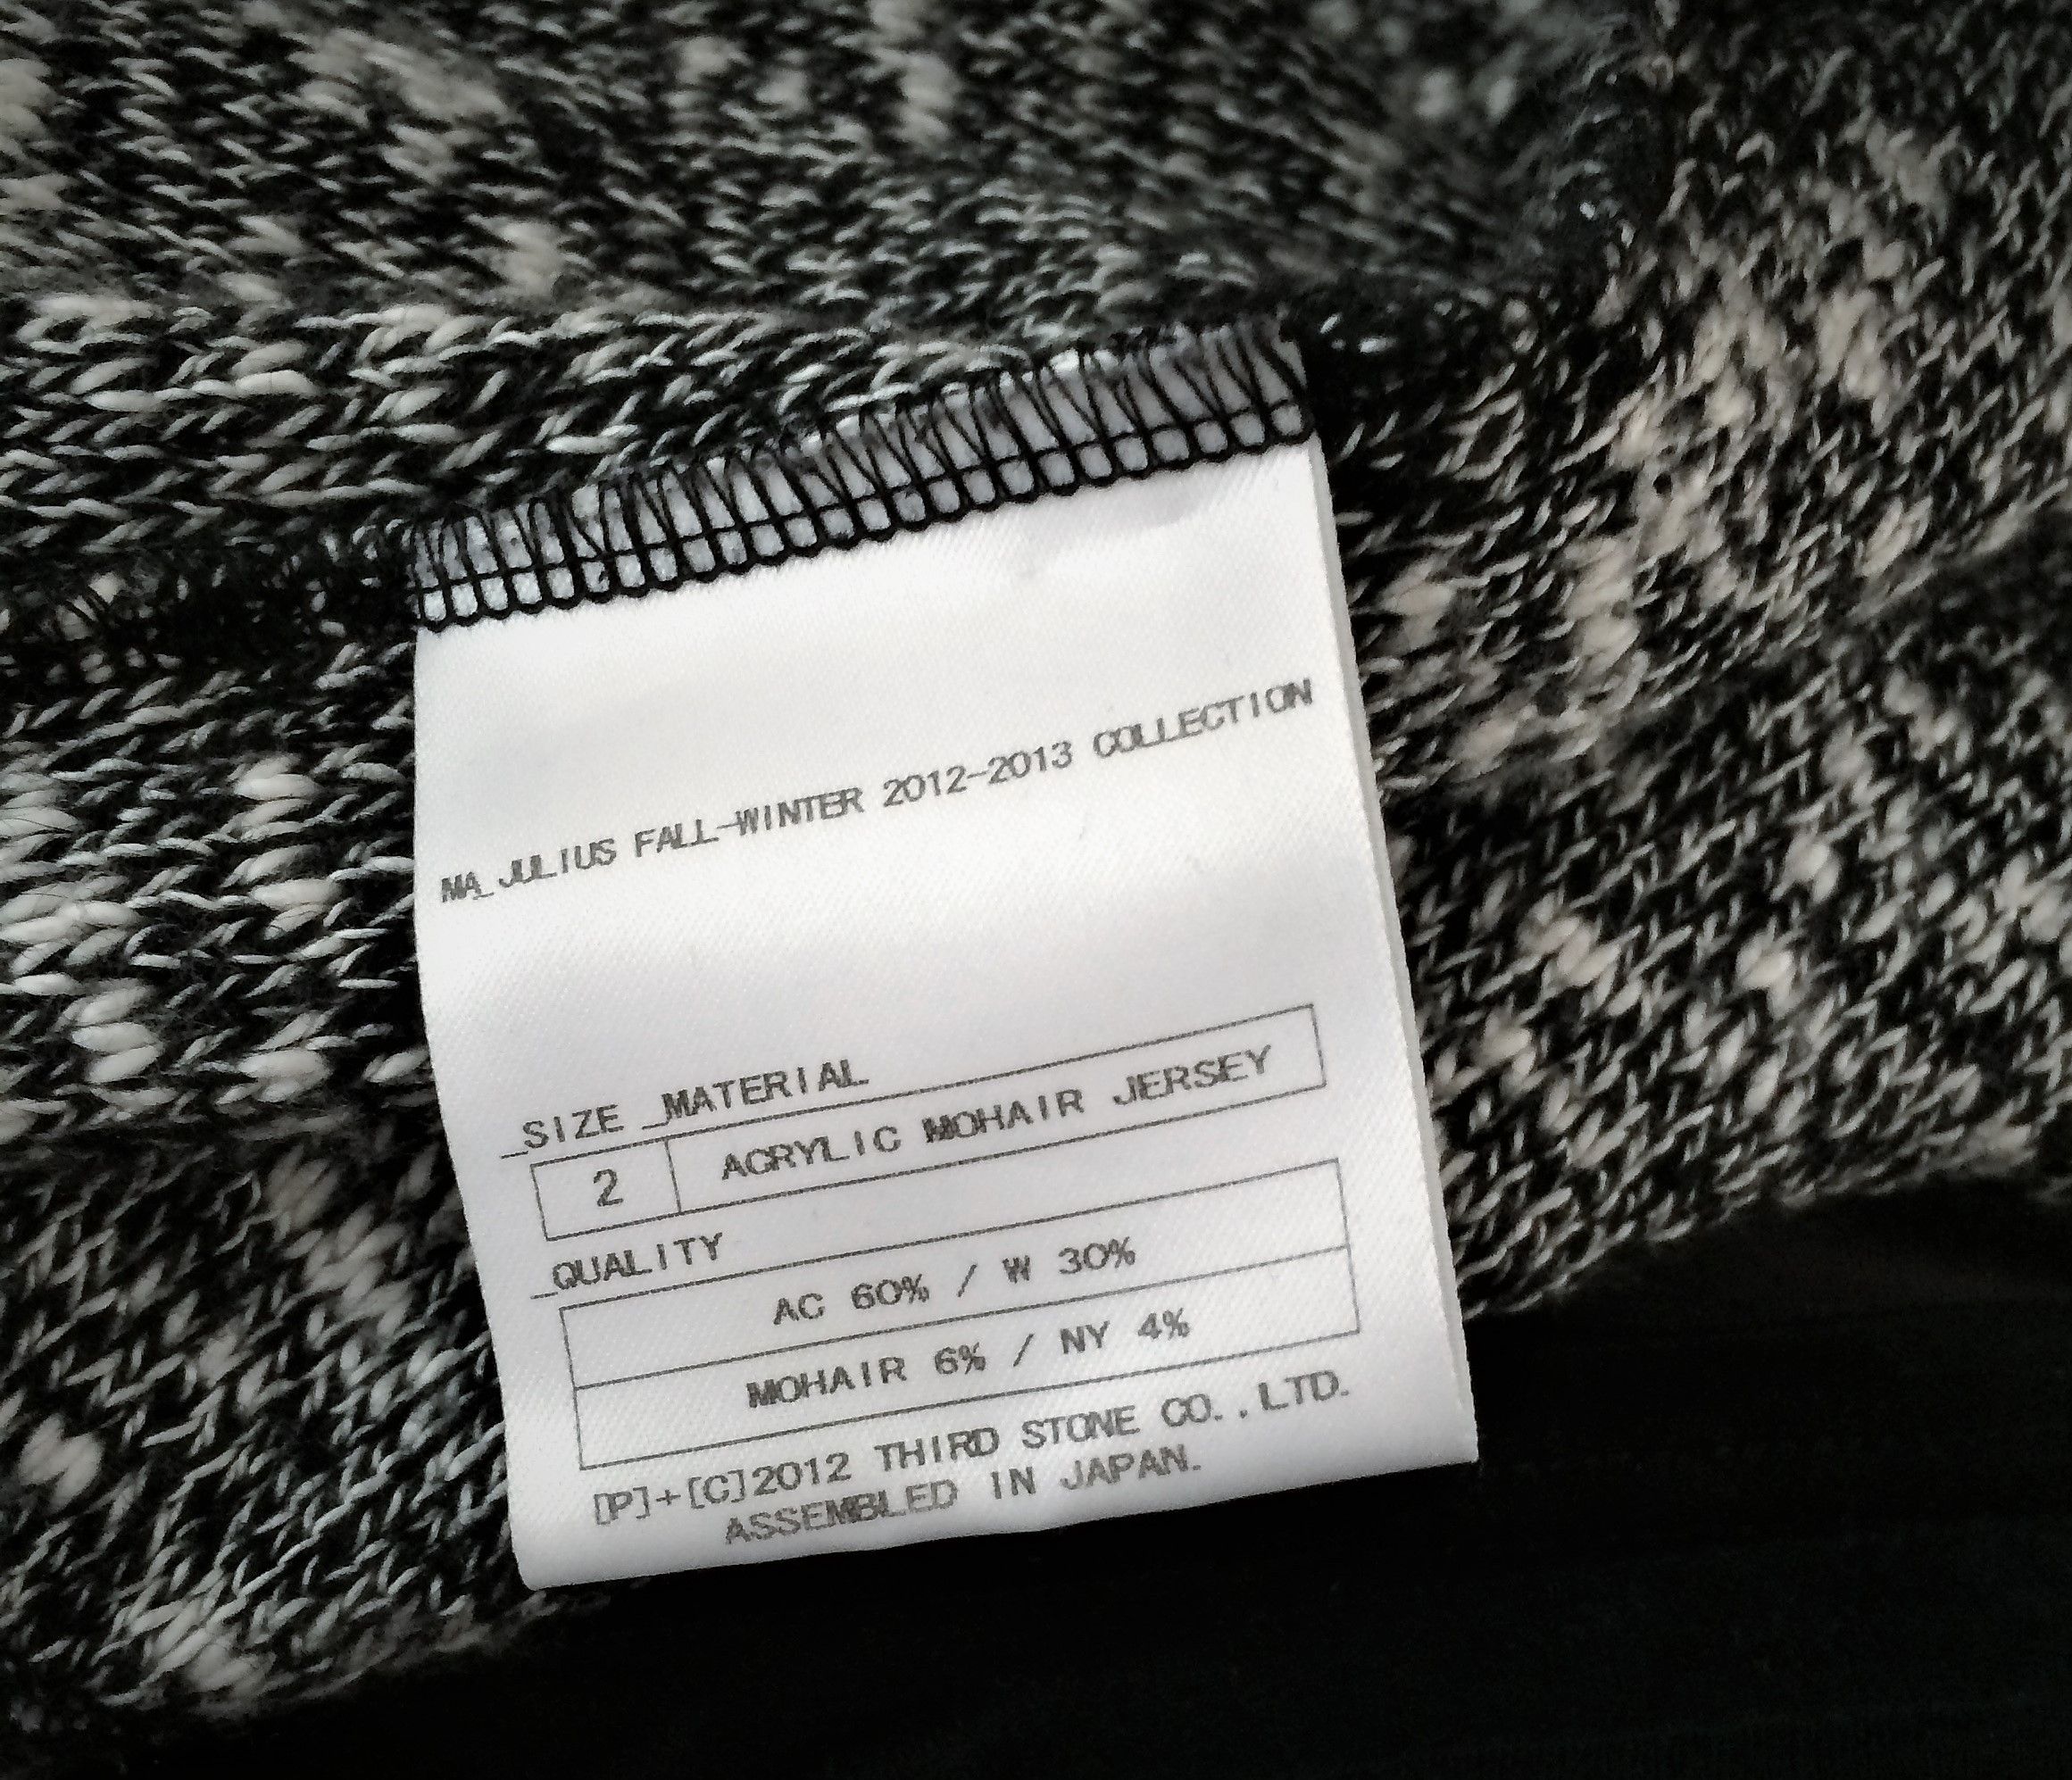 MA_JULIUS FALL-WINTER 2012-2013 COLLECTION
_SIZE _MATERIAL
2 ACRYLIC MOHAIR JERSEY
_QUALITY
AC 60% / W 30%
MOHAIR 6% / NY 4%
[P]+[C]2012 THIRD STONE CO.,LTD.
ASSEMBLED IN JAPAN.